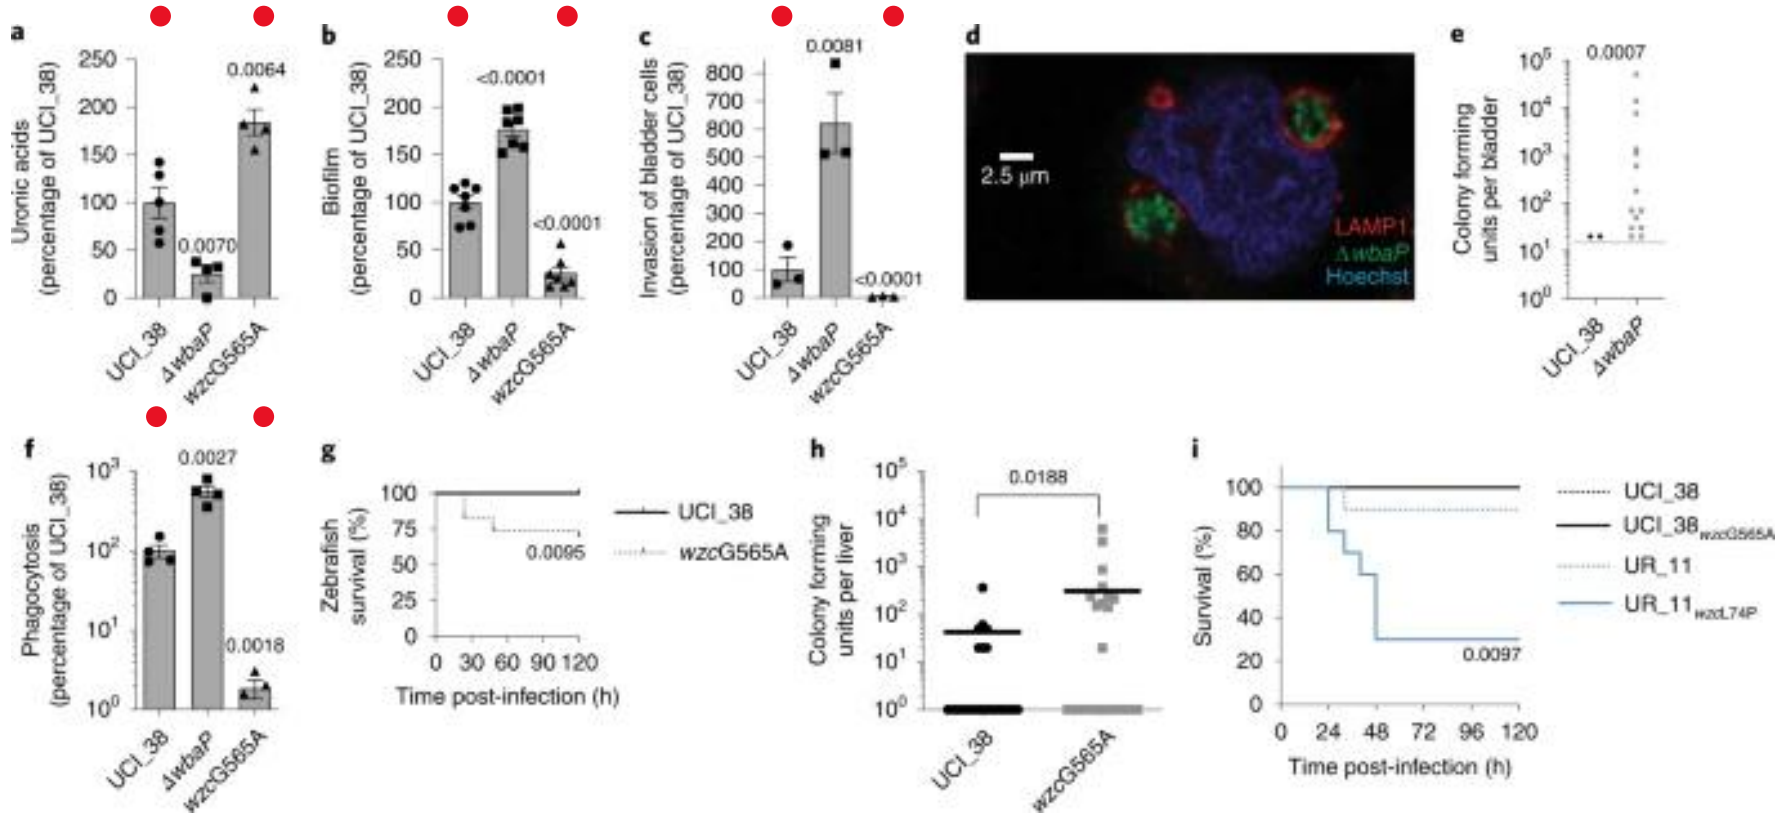 a
Uronic acids
(percentage of UCI_38)
250
200
150
100
50
0
0.0070
0.0064
UCI_38
ΔwbaP
wzcG565A
b
Biofilm
(percentage of UCI_38)
250
200
150
100
50
0
<0.0001
<0.0001
UCI_38
ΔwbaP
wzcG565A
c
Invasion of bladder cells
(percentage of UCI_38)
800
700
600
500
400
300
200
100
0
0.0081
<0.0001
UCI_38
ΔwbaP
wzcG565A
d
2.5 μm
LAMP1
ΔwbaP
Hoechst
e
Colony forming
units per bladder
10⁵
10⁴
10³
10²
10¹
10⁰
0.0007
UCI_38
ΔwbaP
f
Phagocytosis
(percentage of UCI_38)
10³
10²
10¹
10⁰
0.0027
0.0018
UCI_38
ΔwbaP
wzcG565A
g
Zebrafish
survival (%)
100
75
50
25
0
0.0095
0 30 60 90 120
Time post-infection (h)
UCI_38
wzcG565A
h
Colony forming
units per liver
10⁵
10⁴
10³
10²
10¹
10⁰
0.0188
UCI_38
wzcG565A
i
Survival (%)
100
80
60
40
20
0
0.0097
0 24 48 72 96 120
Time post-infection (h)
UCI_38
UCI_38wzcG565A
UR_11
UR_11wzcL74P